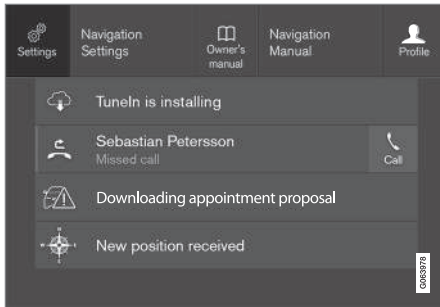 Settings
Navigation
Settings
Owner's
manual
Navigation
Manual
Profile
TuneIn is installing
Sebastian Petersson
Missed call
Call
Downloading appointment proposal
New position received
G063978